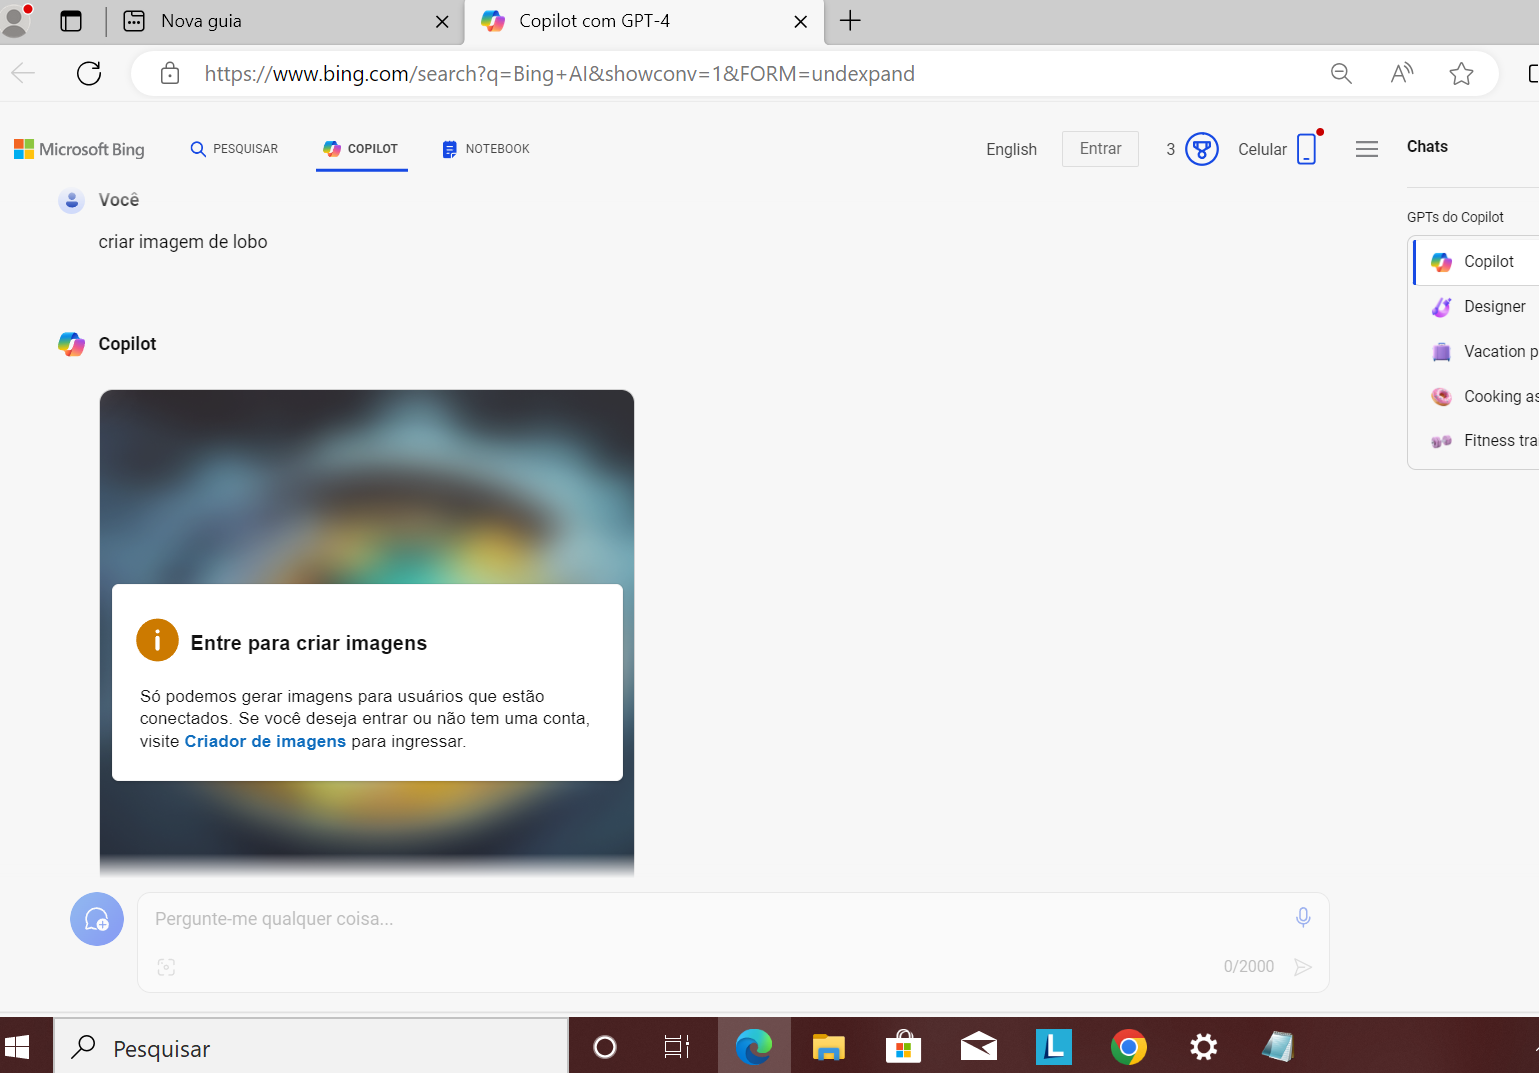 Nova guia
Copilot com GPT-4
https://www.bing.com/search?q=Bing+AI&showconv=1&FORM=undexpand
Microsoft Bing
PESQUISAR
COPILOT
NOTEBOOK
English
Entrar
3
Celular
Chats
Você
criar imagem de lobo
GPTs do Copilot
Copilot
Designer
Vacation p
Cooking as
Fitness tra
Copilot
Entre para criar imagens
Só podemos gerar imagens para usuários que estão
conectados. Se você deseja entrar ou não tem uma conta,
visite Criador de imagens para ingressar.
Pergunte-me qualquer coisa...
0/2000
Pesquisar